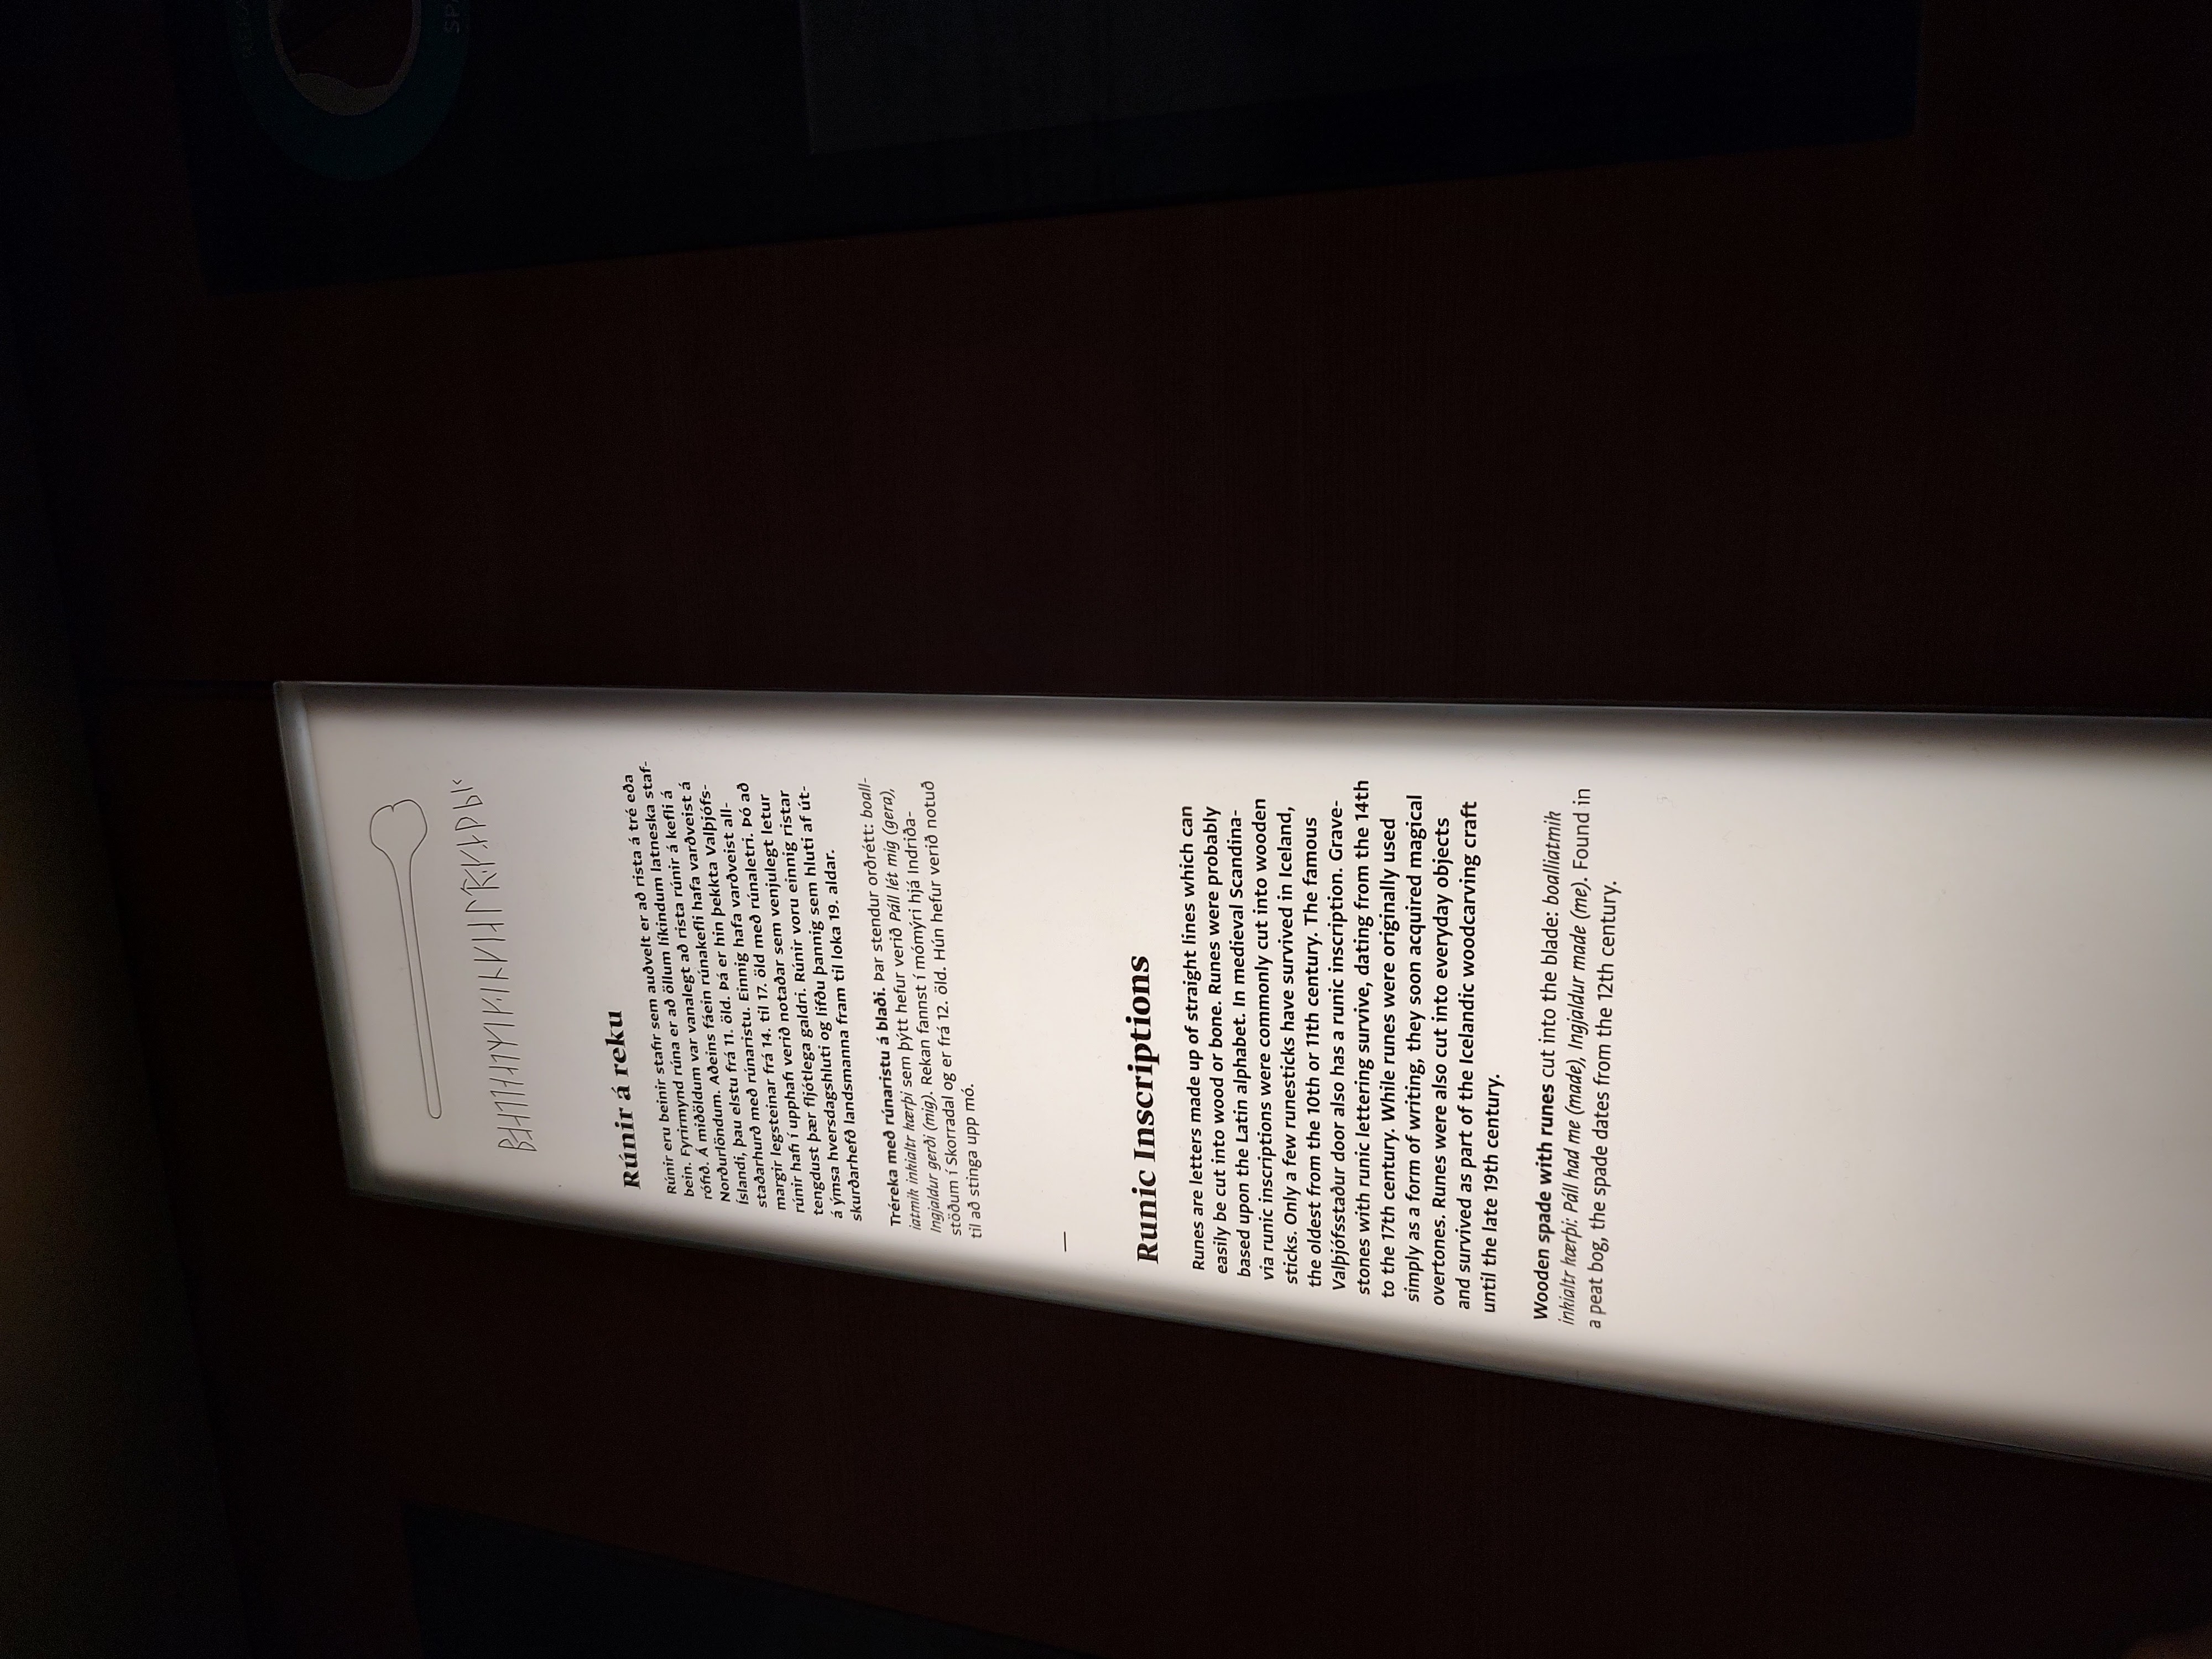 Rúnir á reku
Rúnir eru beinir stafir sem auðvelt er að rista á tré eða
bein. Fyrirmynd rúna er að öllum líkindum latneska staf-
rófið. Á miðöldum var vanalegt að rista rúnir á kefli á
Norðurlöndum. Aðeins fáein rúnakefli hafa varðveist á
Íslandi, þau elstu frá 11. öld. Þá er hin þekkta Valþjófs-
staðarhurð með rúnaristu. Einnig hafa varðveist all-
margir legsteinar frá 14. til 17. öld með rúnaletri. Þó að
rúnir hafi í upphafi verið notaðar sem venjulegt letur
tengdust þær fljótlega galdri. Rúnir voru einnig ristar
á ýmsa hversdagshluti og lifðu þannig sem hluti af út-
skurðarhefð landsmanna fram til loka 19. aldar.
Tréreka með rúnaristu á blaði. Þar stendur orðrétt: boall-
iatmik inkialtr kærþi sem þýtt hefur verið Páll lét mig (gera),
Ingjaldur gerði (mig). Rekan fannst í mómýri hjá Indriða-
stöðum í Skorradal og er frá 12. öld. Hún hefur verið notuð
til að stinga upp mó.
—
Runic Inscriptions
Runes are letters made up of straight lines which can
easily be cut into wood or bone. Runes were probably
based upon the Latin alphabet. In medieval Scandina-
via runic inscriptions were commonly cut into wooden
sticks. Only a few runesticks have survived in Iceland,
the oldest from the 10th or 11th century. The famous
Valþjófsstaður door also has a runic inscription. Grave-
stones with runic lettering survive, dating from the 14th
to the 17th century. While runes were originally used
simply as a form of writing, they soon acquired magical
overtones. Runes were also cut into everyday objects
and survived as part of the Icelandic woodcarving craft
until the late 19th century.
Wooden spade with runes cut into the blade: boalliatmik
inkialtr kærþi: Páll had me (made), Ingjaldur made (me). Found in
a peat bog, the spade dates from the 12th century.